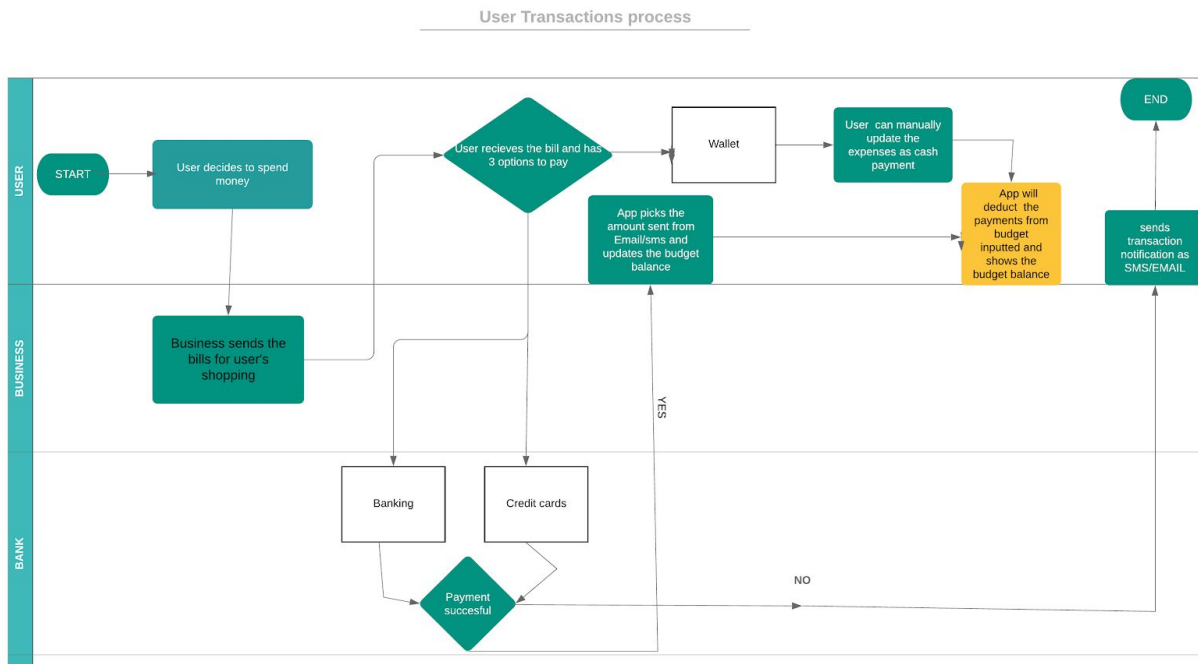 User Transactions process
USER
START
User decides to spend
money
User recieves the bill and has
3 options to pay
Wallet
User can manually
update the
expenses as cash
payment
END
App picks the
amount sent from
Email/sms and
updates the budget
balance
App will
deduct the
payments from
budget
inputted and
shows the
budget balance
sends
transaction
notification as
SMS/EMAIL
BUSINESS
Business sends the
bills for user's
shopping
YES
BANK
Banking
Credit cards
Payment
succesful
NO